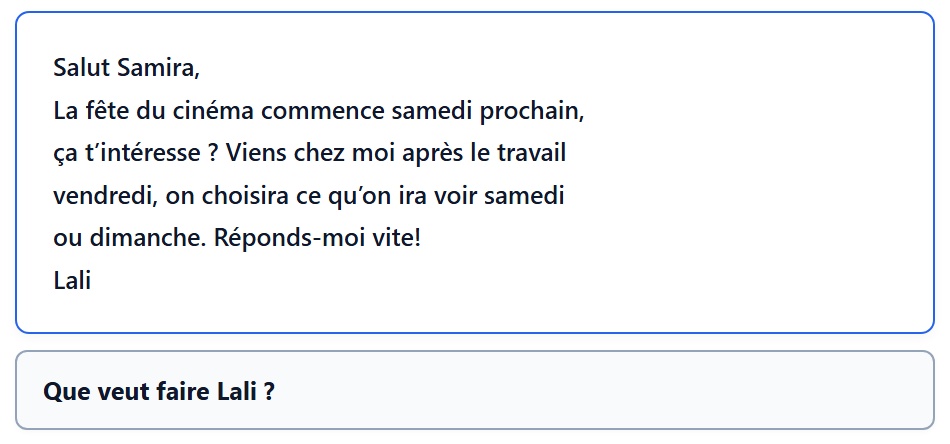 Salut Samira,
La fête du cinéma commence samedi prochain,
ça t’intéresse ? Viens chez moi après le travail
vendredi, on choisira ce qu’on ira voir samedi
ou dimanche. Réponds-moi vite!
Lali
Que veut faire Lali ?